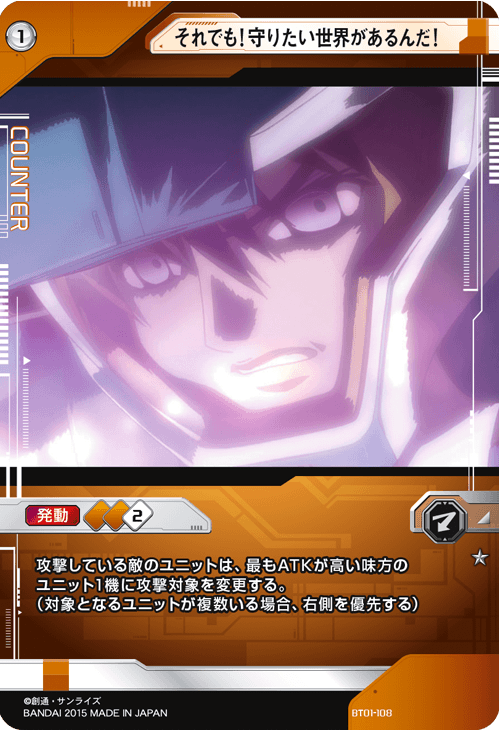 1
それでも!守りたい世界があるんだ!
COUNTER
発動 2
マ
攻撃している敵のユニットは、最もATKが高い味方の
ユニット1機に攻撃対象を変更する。
(対象となるユニットが複数いる場合、右側を優先する)
©創通・サンライズ
BANDAI 2015 MADE IN JAPAN
BT01-108